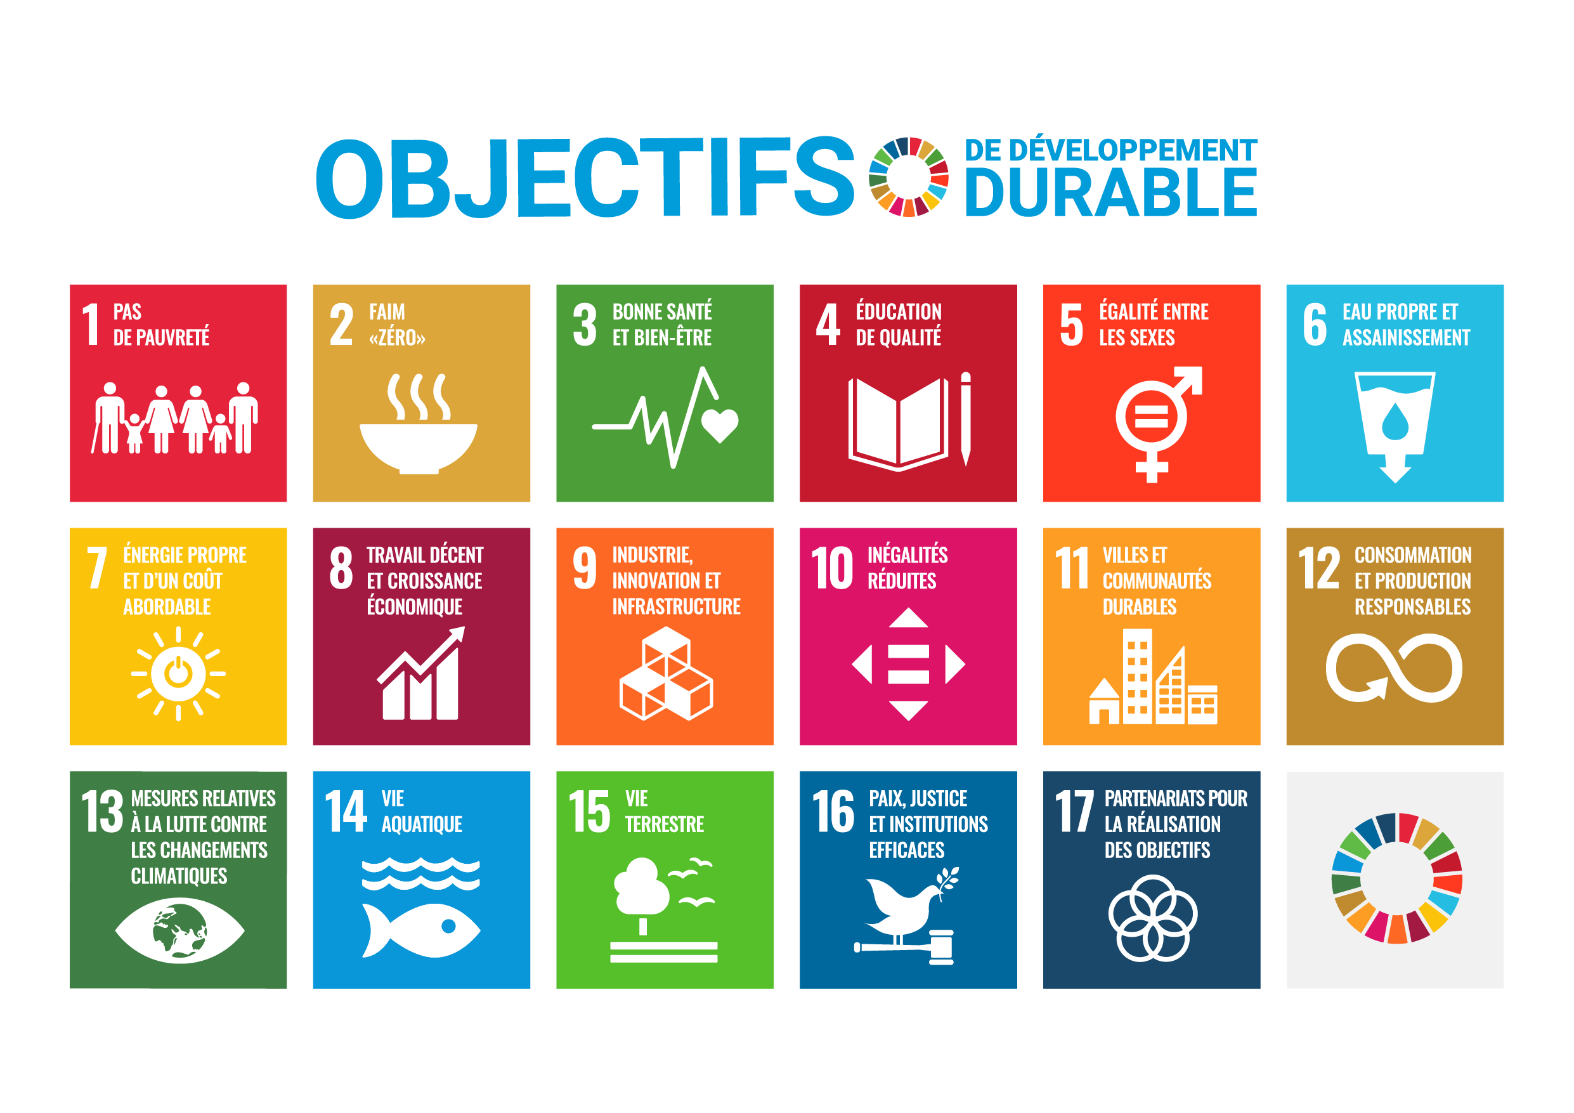 OBJECTIFS
DE DÉVELOPPEMENT
DURABLE
1 PAS
DE PAUVRETÉ
2 FAIM
«ZÉRO»
3 BONNE SANTÉ
ET BIEN-ÊTRE
4 ÉDUCATION
DE QUALITÉ
5 ÉGALITÉ ENTRE
LES SEXES
6 EAU PROPRE ET
ASSAINISSEMENT
7 ÉNERGIE PROPRE
ET D'UN COÛT
ABORDABLE
8 TRAVAIL DÉCENT
ET CROISSANCE
ÉCONOMIQUE
9 INDUSTRIE,
INNOVATION ET
INFRASTRUCTURE
10 INÉGALITÉS
RÉDUITES
11 VILLES ET
COMMUNAUTÉS
DURABLES
12 CONSOMMATION
ET PRODUCTION
RESPONSABLES
13 MESURES RELATIVES
À LA LUTTE CONTRE
LES CHANGEMENTS
CLIMATIQUES
14 VIE
AQUATIQUE
15 VIE
TERRESTRE
16 PAIX, JUSTICE
ET INSTITUTIONS
EFFICACES
17 PARTENARIATS POUR
LA RÉALISATION
DES OBJECTIFS